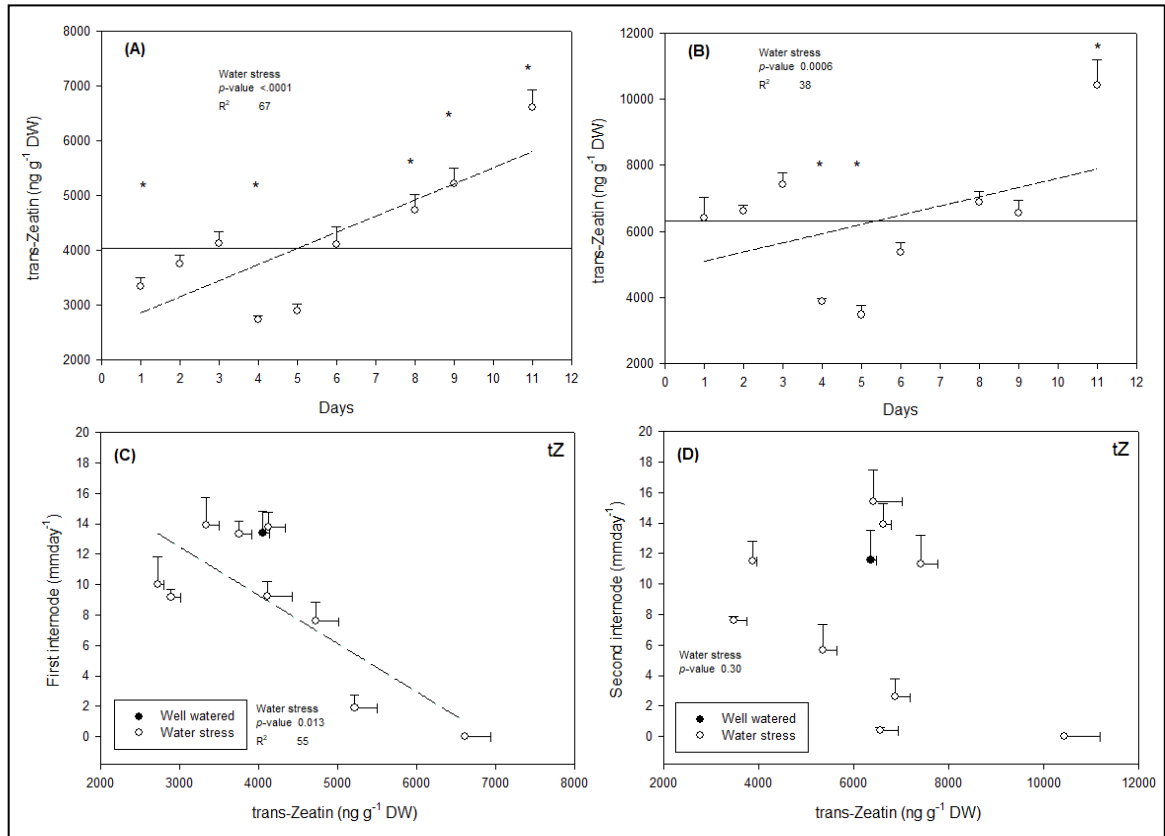 (A)
Water stress
p-value <.0001
R² 67
* * * * *
trans-Zeatin (ng g⁻¹ DW)
8000
7000
6000
5000
4000
3000
2000
0 1 2 3 4 5 6 7 8 9 10 11 12
Days
(B)
Water stress
p-value 0.0006
R² 38
* * *
trans-Zeatin (ng g⁻¹ DW)
12000
10000
8000
6000
4000
2000
0 1 2 3 4 5 6 7 8 9 10 11 12
Days
(C)
tZ
First internode (mmday⁻¹)
20
18
16
14
12
10
8
6
4
2
0
Well watered
Water stress
Water stress
p-value 0.013
R² 55
2000 3000 4000 5000 6000 7000 8000
trans-Zeatin (ng g⁻¹ DW)
(D)
tZ
Second internode (mmday⁻¹)
20
18
16
14
12
10
8
6
4
2
0
Water stress
p-value 0.30
Well watered
Water stress
2000 4000 6000 8000 10000 12000
trans-Zeatin (ng g⁻¹ DW)